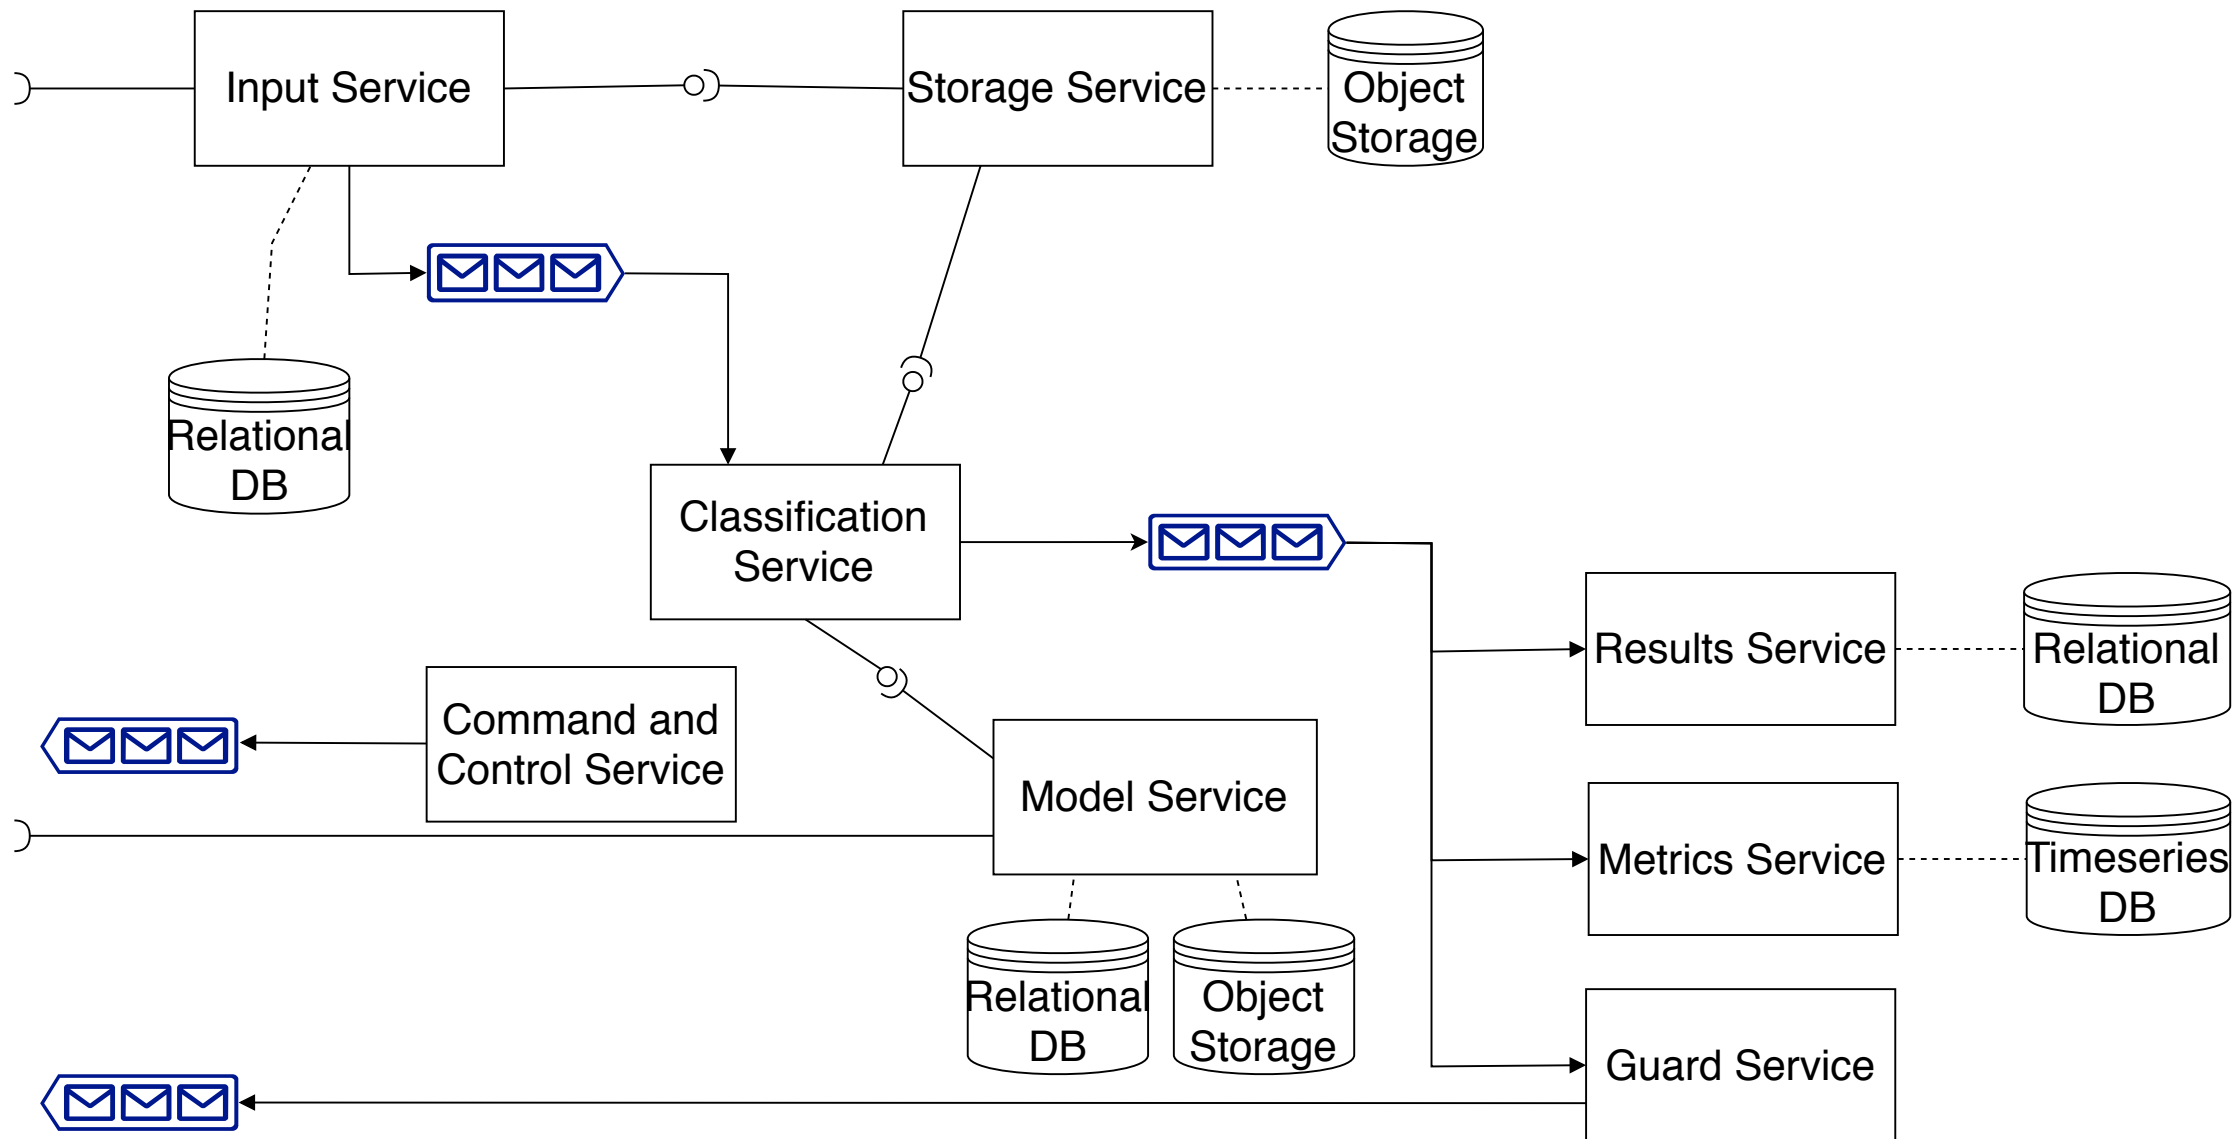 Input Service
Storage Service
Object
Storage
Relational
DB
Classification
Service
Results Service
Relational
DB
Command and
Control Service
Model Service
Metrics Service
Timeseries
DB
Relational
DB
Object
Storage
Guard Service